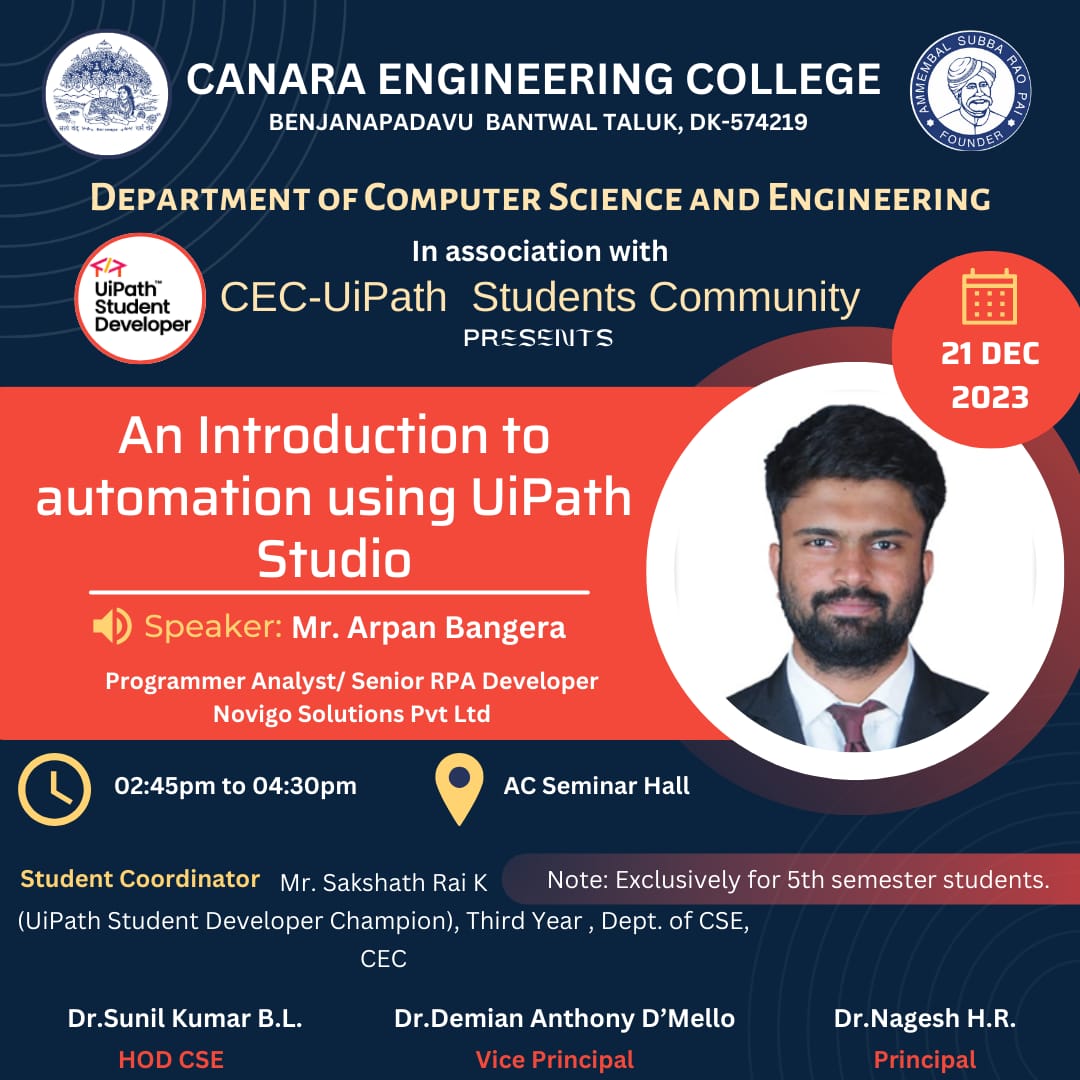 CANARA ENGINEERING COLLEGE
BENJANAPADAVU BANTWAL TALUK, DK-574219
AMMEMBAL SUBBA RAO PAI
FOUNDER
DEPARTMENT OF COMPUTER SCIENCE AND ENGINEERING
In association with
UiPath™
Student
Developer
CEC-UiPath Students Community
PRESENTS
21 DEC
2023
An Introduction to
automation using UiPath
Studio
Speaker: Mr. Arpan Bangera
Programmer Analyst/ Senior RPA Developer
Novigo Solutions Pvt Ltd
02:45pm to 04:30pm
AC Seminar Hall
Student Coordinator Mr. Sakshath Rai K
Note: Exclusively for 5th semester students.
(UiPath Student Developer Champion), Third Year , Dept. of CSE,
CEC
Dr.Sunil Kumar B.L.
HOD CSE
Dr.Demian Anthony D’Mello
Vice Principal
Dr.Nagesh H.R.
Principal